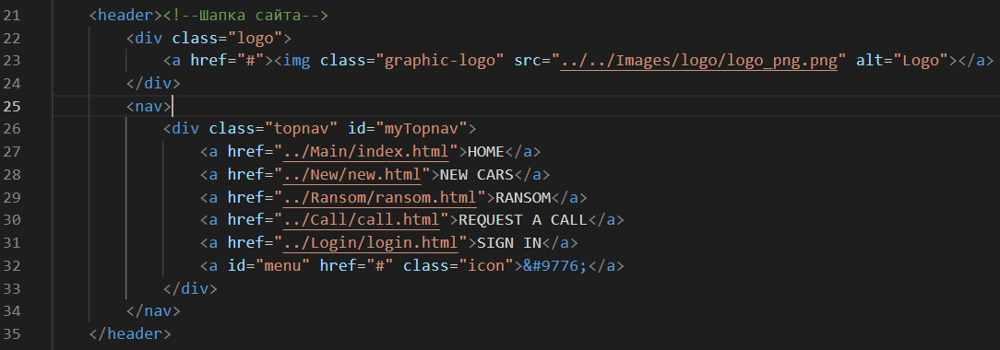 21 <header><!--Шапка сайта-->
22 <div class="logo">
23 <a href="#"><img class="graphic-logo" src="../../Images/logo/logo_png.png" alt="Logo"></a>
24 </div>
25 <nav>
26 <div class="topnav" id="myTopnav">
27 <a href="../Main/index.html">HOME</a>
28 <a href="../New/new.html">NEW CARS</a>
29 <a href="../Ransom/ransom.html">RANSOM</a>
30 <a href="../Call/call.html">REQUEST A CALL</a>
31 <a href="../Login/login.html">SIGN IN</a>
32 <a id="menu" href="#" class="icon">&#9776;</a>
33 </div>
34 </nav>
35 </header>